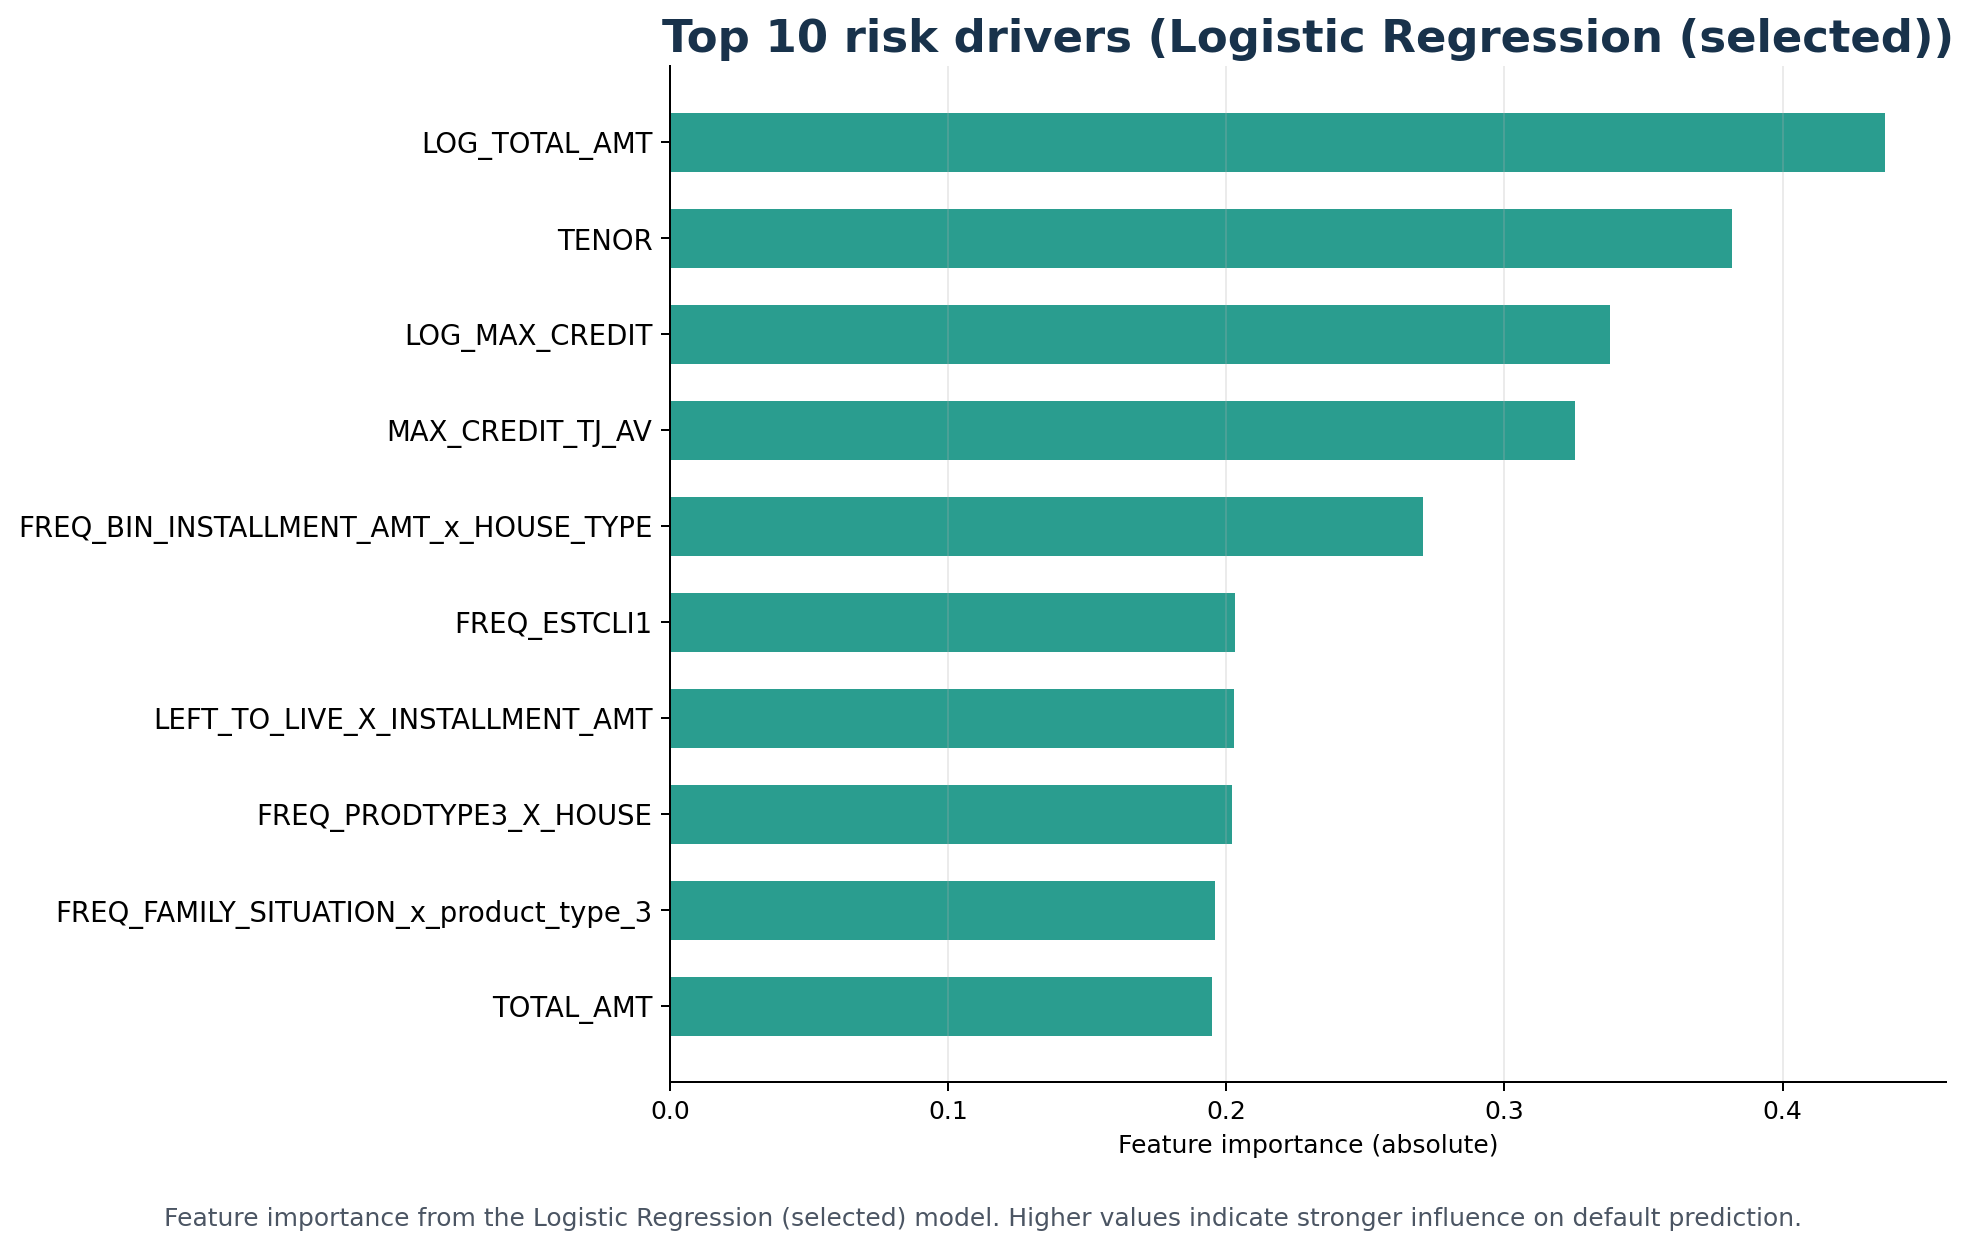 Top 10 risk drivers (Logistic Regression (selected))
LOG_TOTAL_AMT
TENOR
LOG_MAX_CREDIT
MAX_CREDIT_TJ_AV
FREQ_BIN_INSTALLMENT_AMT_x_HOUSE_TYPE
FREQ_ESTCLI1
LEFT_TO_LIVE_X_INSTALLMENT_AMT
FREQ_PRODTYPE3_X_HOUSE
FREQ_FAMILY_SITUATION_x_product_type_3
TOTAL_AMT
0.0 0.1 0.2 0.3 0.4
Feature importance (absolute)
Feature importance from the Logistic Regression (selected) model. Higher values indicate stronger influence on default prediction.